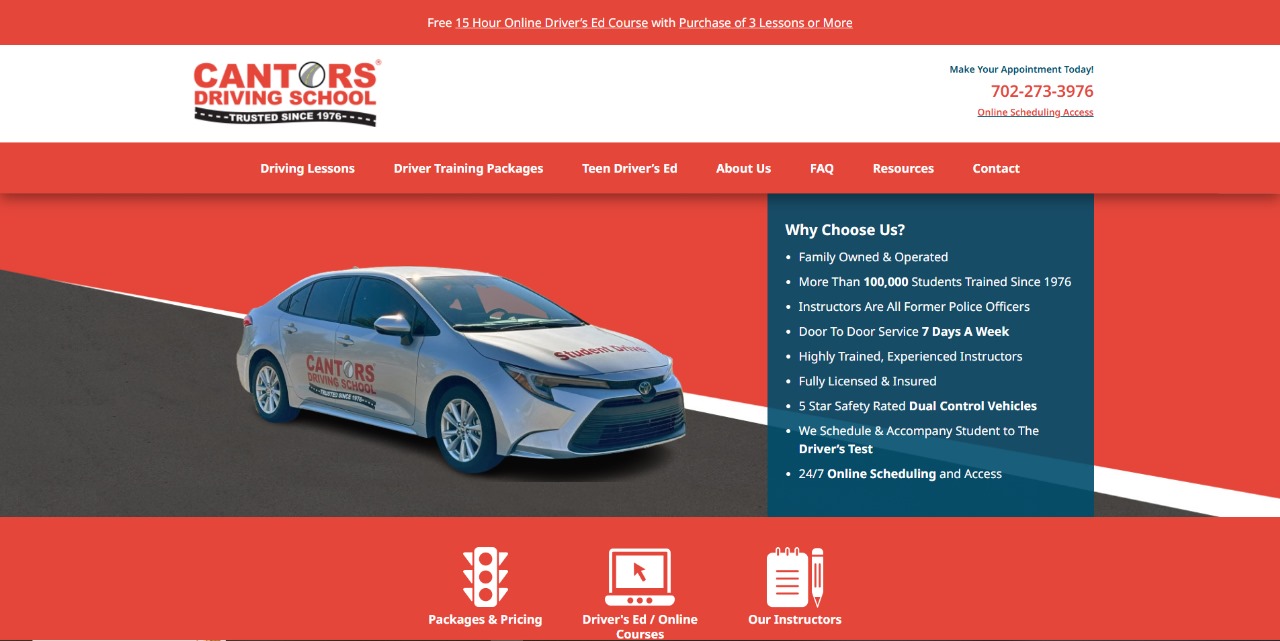 Free 15 Hour Online Driver's Ed Course with Purchase of 3 Lessons or More
CANTORS®
DRIVING SCHOOL
TRUSTED SINCE 1976
Make Your Appointment Today!
702-273-3976
Online Scheduling Access
Driving Lessons Driver Training Packages Teen Driver's Ed About Us FAQ Resources Contact
Why Choose Us?
• Family Owned & Operated
• More Than 100,000 Students Trained Since 1976
• Instructors Are All Former Police Officers
• Door To Door Service 7 Days A Week
• Highly Trained, Experienced Instructors
• Fully Licensed & Insured
• 5 Star Safety Rated Dual Control Vehicles
• We Schedule & Accompany Student to The
Driver's Test
• 24/7 Online Scheduling and Access
Student Driver
CANTORS
DRIVING SCHOOL
TRUSTED SINCE 1976
Packages & Pricing
Driver's Ed / Online
Courses
Our Instructors